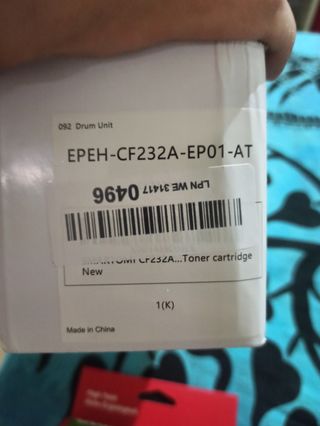 092 Drum Unit
EPEH-CF232A-EP01-AT
LPN WE 31417 0496
CF232A...Toner cartridge
New
1(K)
Made in China